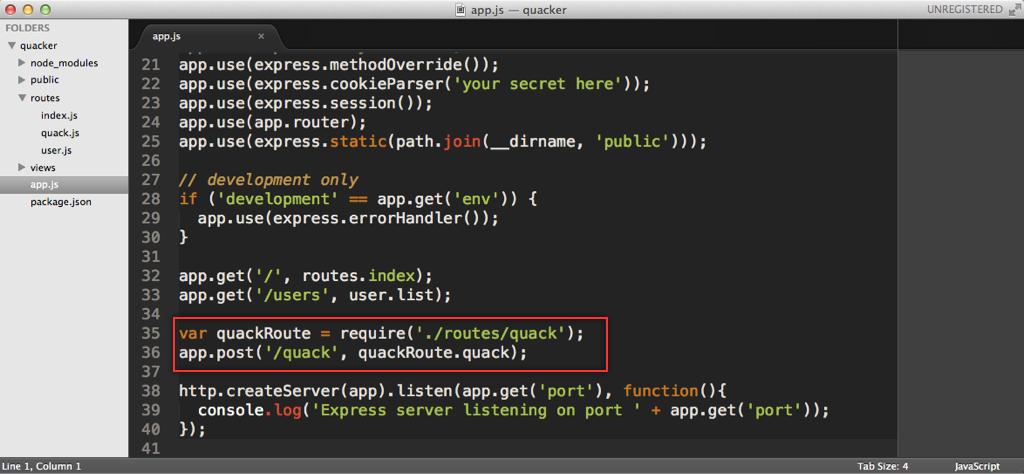 app.js — quacker
UNREGISTERED
FOLDERS
quacker
node_modules
public
routes
index.js
quack.js
user.js
views
app.js
package.json
app.js ×
21 app.use(express.methodOverride());
22 app.use(express.cookieParser('your secret here'));
23 app.use(express.session());
24 app.use(app.router);
25 app.use(express.static(path.join(__dirname, 'public')));
26
27 // development only
28 if ('development' == app.get('env')) {
29   app.use(express.errorHandler());
30 }
31
32 app.get('/', routes.index);
33 app.get('/users', user.list);
34
35 var quackRoute = require('./routes/quack');
36 app.post('/quack', quackRoute.quack);
37
38 http.createServer(app).listen(app.get('port'), function(){
39   console.log('Express server listening on port ' + app.get('port'));
40 });
41
Line 1, Column 1
Tab Size: 4
JavaScript